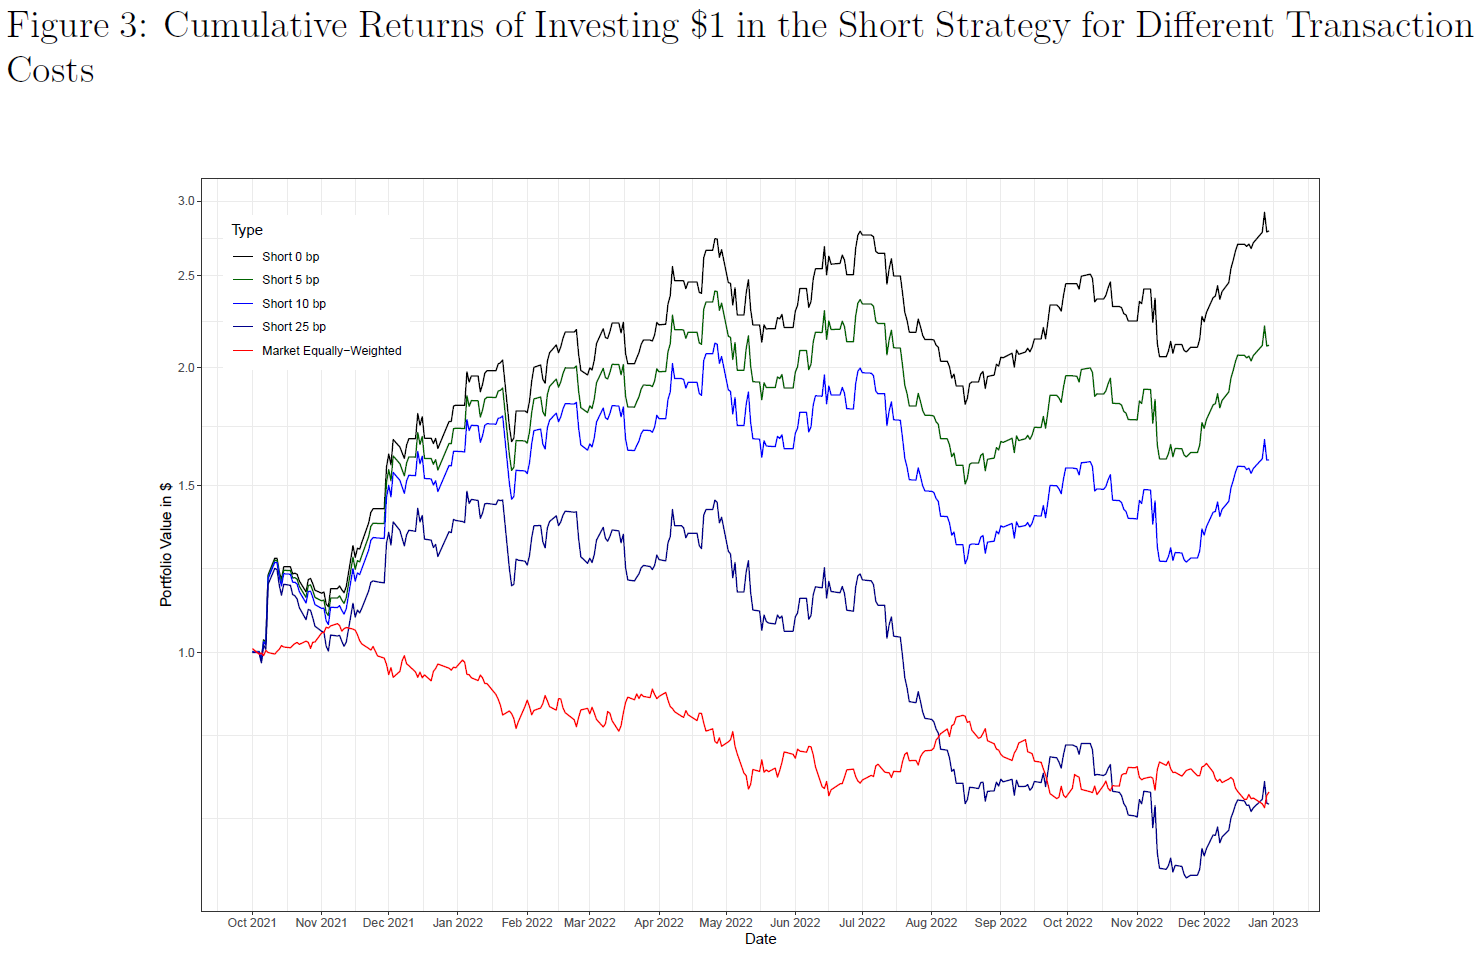 Figure 3: Cumulative Returns of Investing $1 in the Short Strategy for Different Transaction
Costs
3.0
2.5
2.0
1.5
1.0
Portfolio Value in $
Type
Short 0 bp
Short 5 bp
Short 10 bp
Short 25 bp
Market Equally−Weighted
Oct 2021 Nov 2021 Dec 2021 Jan 2022 Feb 2022 Mar 2022 Apr 2022 May 2022 Jun 2022 Jul 2022 Aug 2022 Sep 2022 Oct 2022 Nov 2022 Dec 2022 Jan 2023
Date